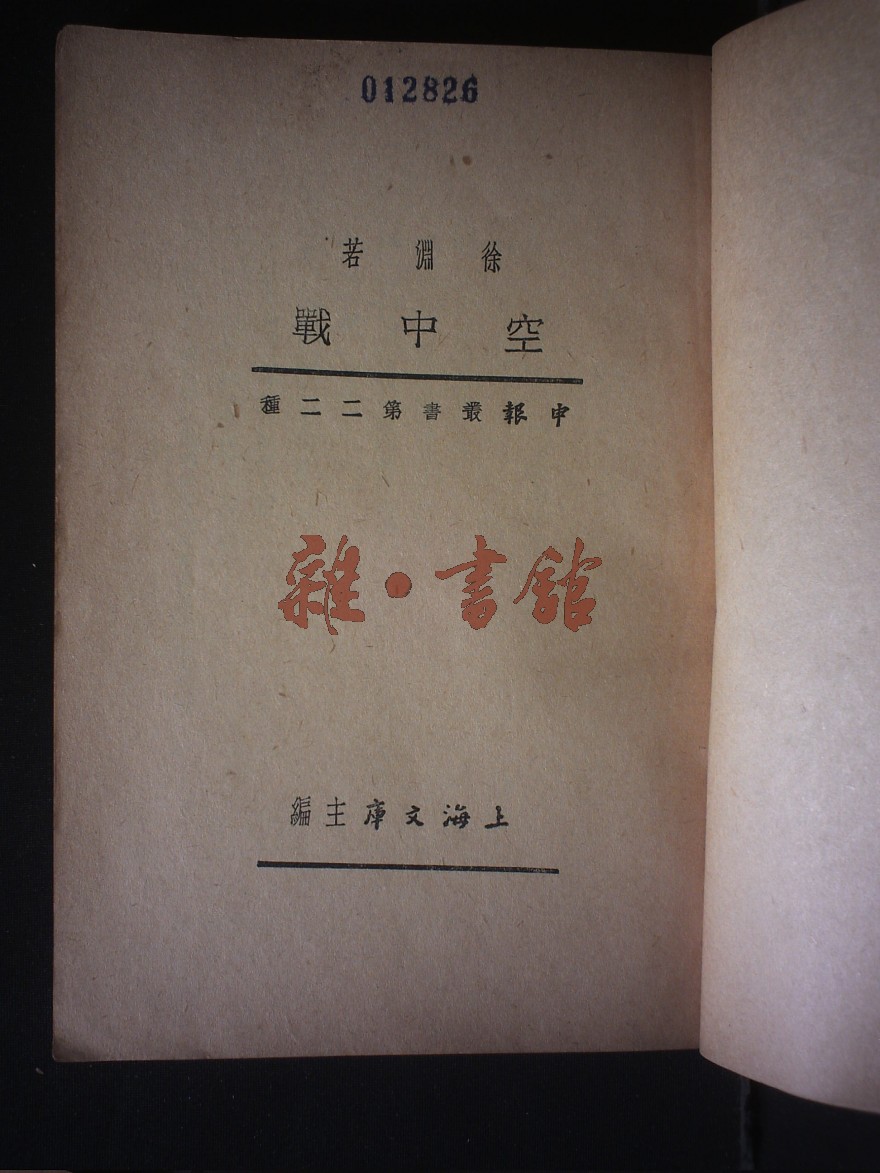 012826
徐淵若
空中戰
申報叢書第二二種
雜·書館
上海文庫主編